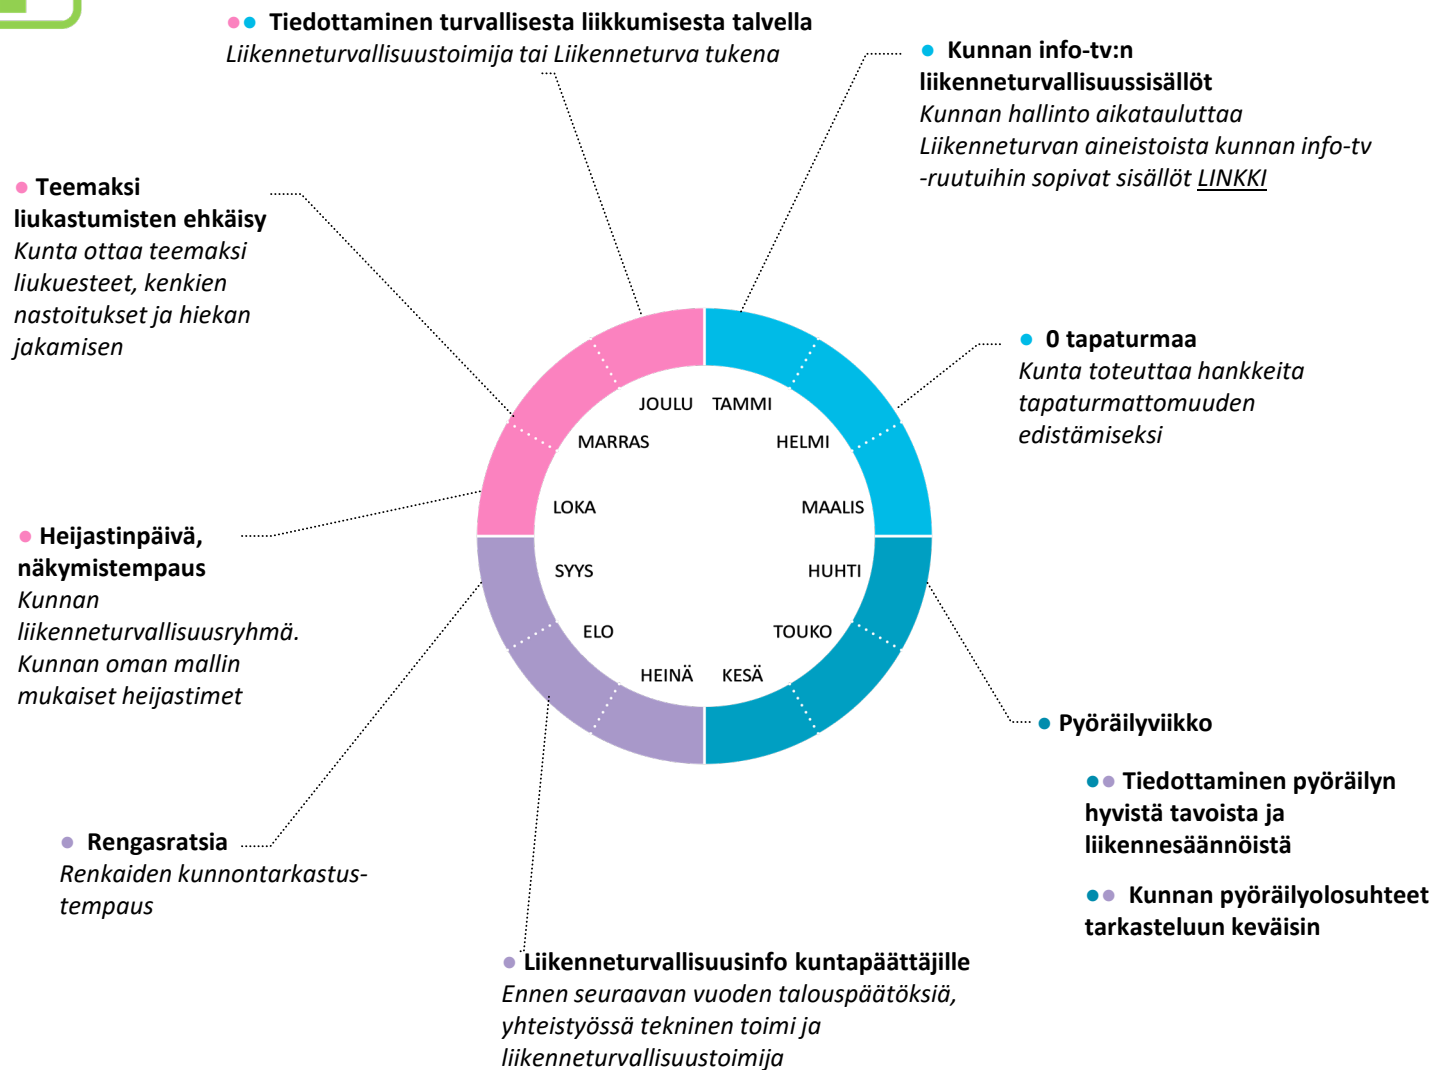 Tiedottaminen turvallisesta liikkumisesta talvella
Liikenneturvallisuustoimija tai Liikenneturva tukena
Kunnan info-tv:n
liikenneturvallisuussisällöt
Kunnan hallinto aikatauluttaa
Liikenneturvan aineistoista kunnan info-tv
-ruutuihin sopivat sisällöt LINKKI
Teemaksi
liukastumisten ehkäisy
Kunta ottaa teemaksi
liukuesteet, kenkien
nastoitukset ja hiekan
jakamisen
0 tapaturmaa
Kunta toteuttaa hankkeita
tapaturmattomuuden
edistämiseksi
JOULU TAMMI
MARRAS HELMI
LOKA MAALIS
SYYS HUHTI
ELO TOUKO
HEINÄ KESÄ
Heijastinpäivä,
näkymistempaus
Kunnan
liikenneturvallisuusryhmä.
Kunnan oman mallin
mukaiset heijastimet
Pyöräilyviikko
Tiedottaminen pyöräilyn
hyvistä tavoista ja
liikennesäännöistä
Kunnan pyöräilyolosuhteet
tarkasteluun keväisin
Rengasratsia
Renkaiden kunnontarkastus-
tempaus
Liikenneturvallisuusinfo kuntapäättäjille
Ennen seuraavan vuoden talouspäätöksiä,
yhteistyössä tekninen toimi ja
liikenneturvallisuustoimija